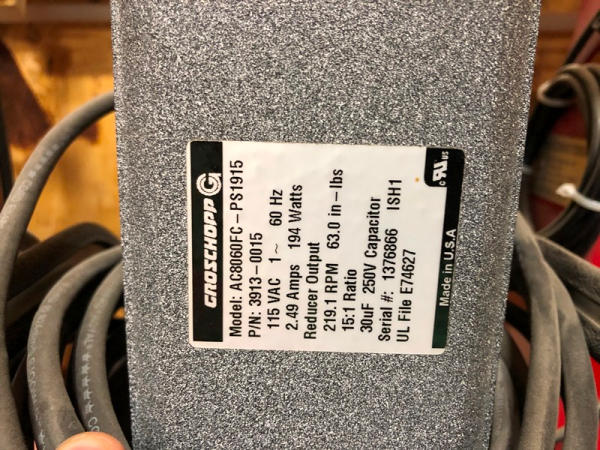 GROSCHOPP
Model: AC8060FC-PS1915
P/N: 3913-0015
115 VAC 1~ 60 Hz
2.49 Amps 194 Watts
Reducer Output
219.1 RPM 63.0 in-lbs
15:1 Ratio
30uF 250V Capacitor
Serial #: 1376866 ISH1
UL File E74627
Made in U.S.A